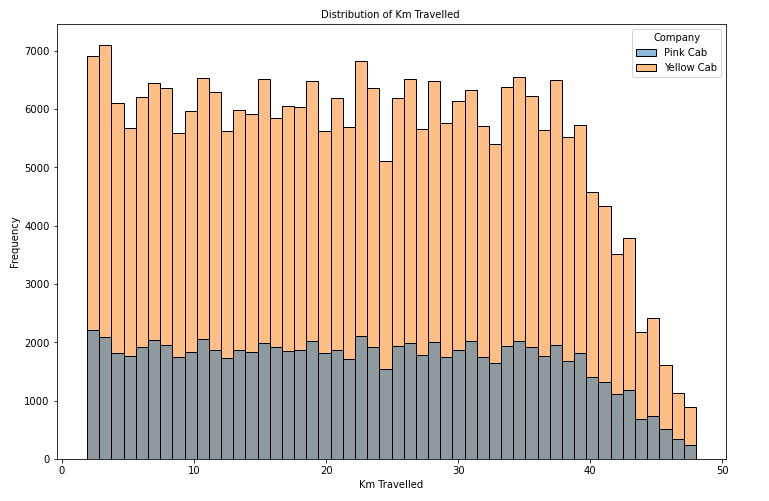 Distribution of Km Travelled
Company
Pink Cab
Yellow Cab
7000
6000
5000
4000
3000
2000
1000
0
Frequency
0 10 20 30 40 50
Km Travelled